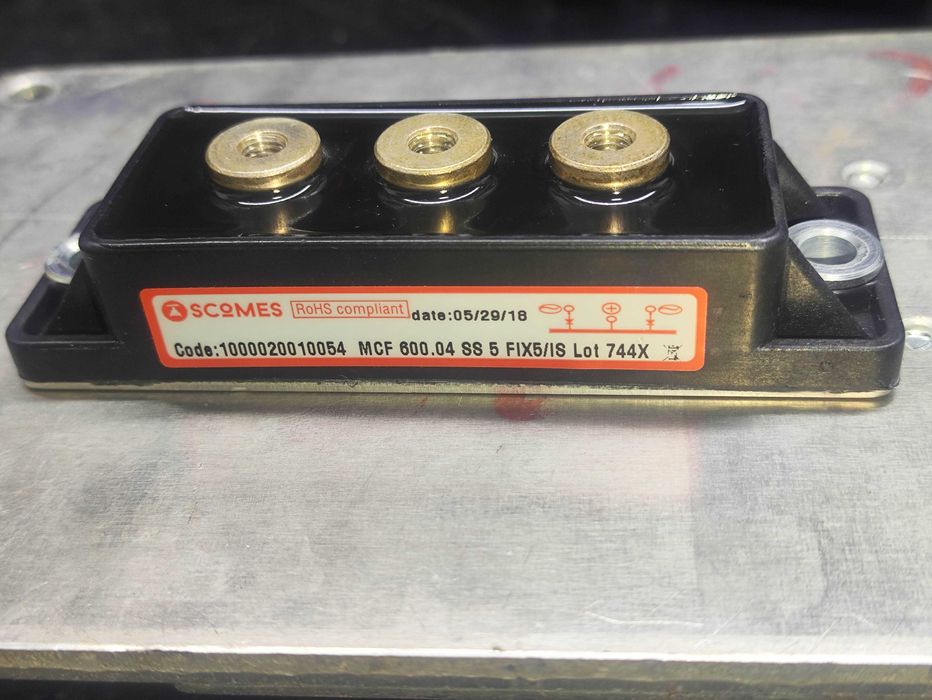 SCOMES RoHS compliant date:05/29/18
Code:1000020010054 MCF 600.04 SS 5 FIX5/IS Lot 744X